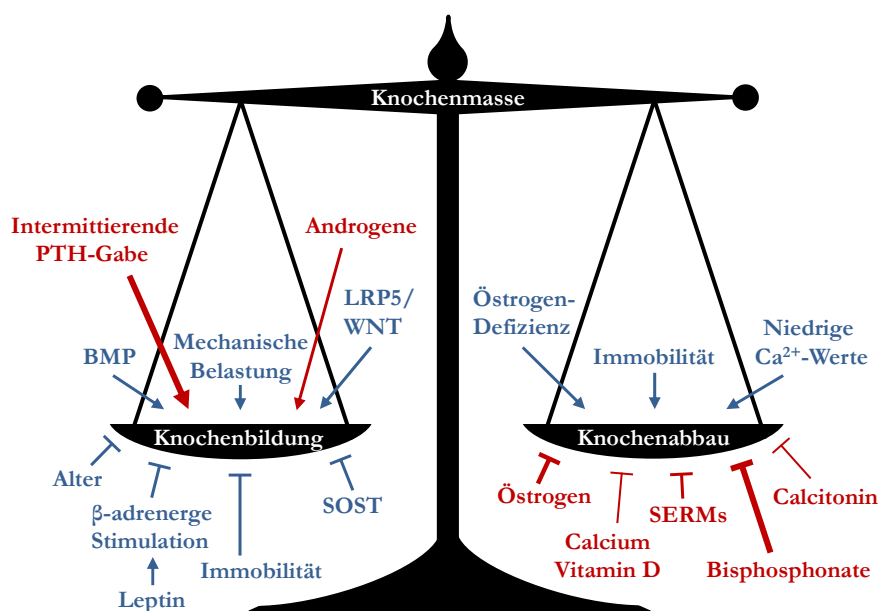 Knochenmasse
Intermittierende
PTH-Gabe
Androgene
LRP5/
WNT
BMP
Mechanische
Belastung
Knochenbildung
Alter
β-adrenerge
Stimulation
Leptin
Immobilität
SOST
Östrogen-
Defizienz
Immobilität
Niedrige
Ca²⁺-Werte
Knochenabbau
Östrogen
Calcium
Vitamin D
SERMs
Bisphosphonate
Calcitonin